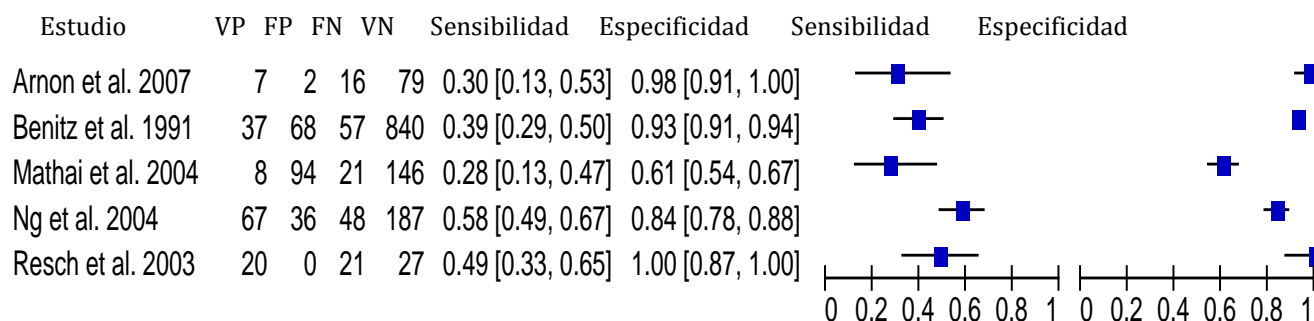 Estudio VP FP FN VN Sensibilidad Especificidad Sensibilidad Especificidad
Arnon et al. 2007 7 2 16 79 0.30 [0.13, 0.53] 0.98 [0.91, 1.00]
Benitz et al. 1991 37 68 57 840 0.39 [0.29, 0.50] 0.93 [0.91, 0.94]
Mathai et al. 2004 8 94 21 146 0.28 [0.13, 0.47] 0.61 [0.54, 0.67]
Ng et al. 2004 67 36 48 187 0.58 [0.49, 0.67] 0.84 [0.78, 0.88]
Resch et al. 2003 20 0 21 27 0.49 [0.33, 0.65] 1.00 [0.87, 1.00]
0 0.2 0.4 0.6 0.8 1 0 0.2 0.4 0.6 0.8 1